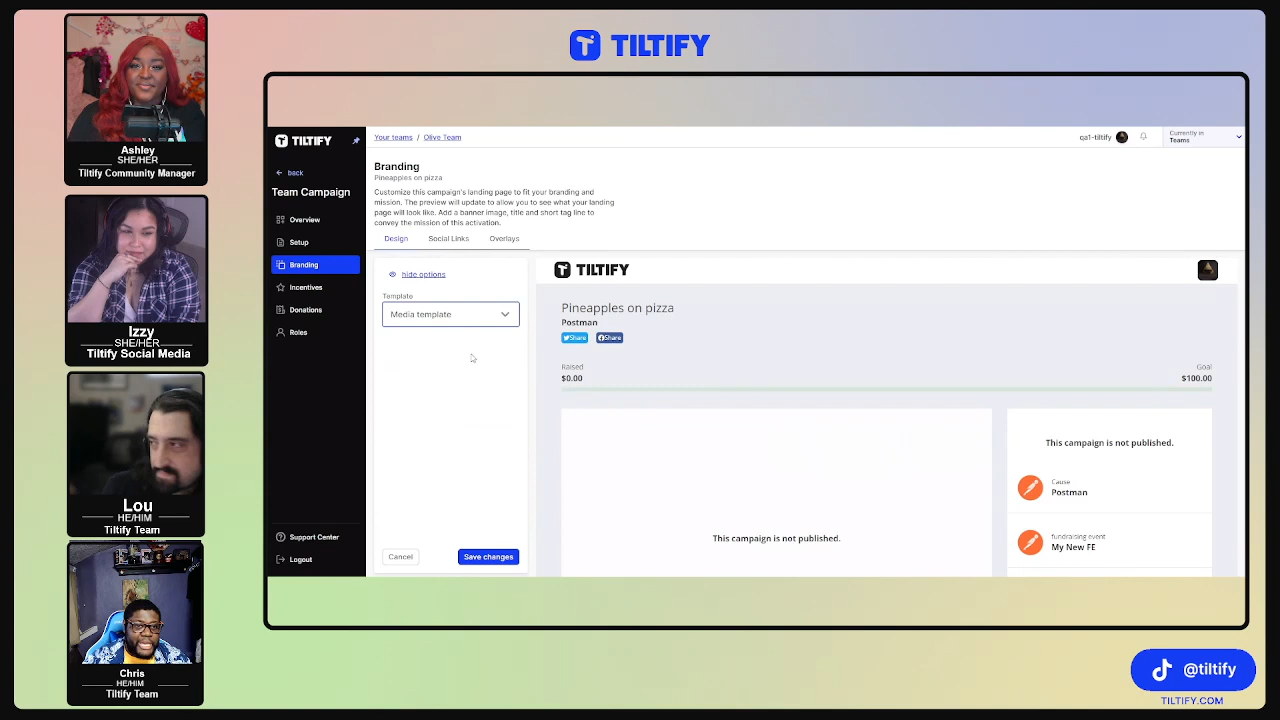 TILTIFY
Ashley
SHE/HER
Tiltify Community Manager
Izzy
SHE/HER
Tiltify Social Media
Lou
HE/HIM
Tiltify Team
Chris
HE/HIM
Tiltify Team
TILTIFY
back
Team Campaign
Overview
Setup
Branding
Incentives
Donations
Roles
Support Center
Logout
Your teams / Olive Team
qa1-tiltify
Currently in
Teams
Branding
Pineapples on pizza
Customize this campaign's landing page to fit your branding and
mission. The preview will update to allow you to see what your landing
page will look like. Add a banner image, title and short tag line to
convey the mission of this activation.
Design Social Links Overlays
hide options
Template
Media template
Cancel Save changes
TILTIFY
Pineapples on pizza
Postman
Share Share
Raised Goal
$0.00 $100.00
This campaign is not published.
This campaign is not published.
Cause
Postman
fundraising event
My New FE
@tiltify
TILTIFY.COM